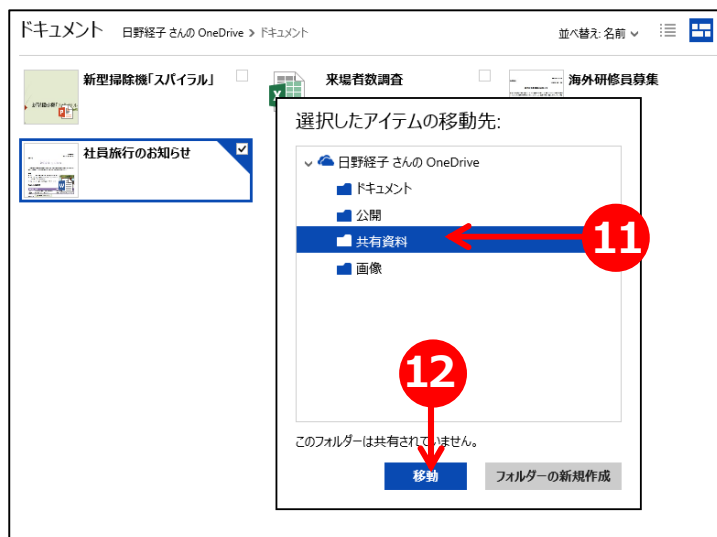 ドキュメント 日野経子 さんの OneDrive > ドキュメント 並べ替え: 名前
新型掃除機「スパイラル」 来場者数調査 海外研修員募集
社員旅行のお知らせ
選択したアイテムの移動先:
日野経子 さんの OneDrive
ドキュメント
公開
共有資料
11
画像
12
このフォルダーは共有されていません。
移動 フォルダーの新規作成